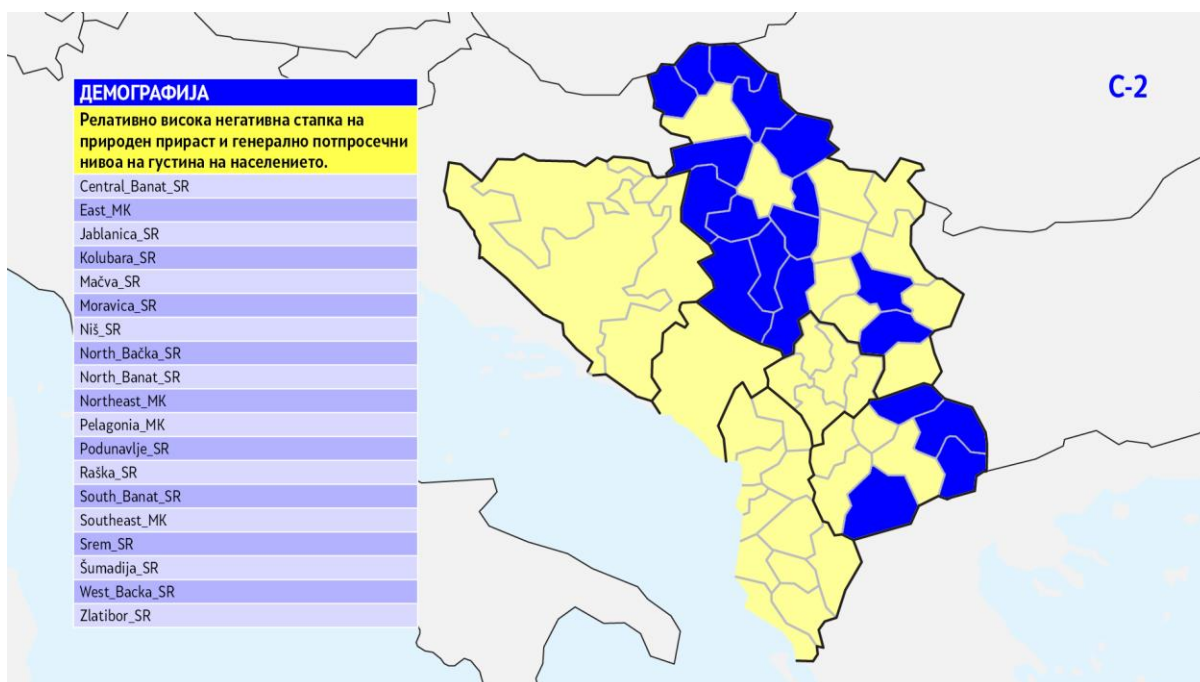 ДЕМОГРАФИЈА
Релативно висока негативна стапка на
природен прираст и генерално потпросечни
нивоа на густина на населението.
Central_Banat_SR
East_MK
Jablanica_SR
Kolubara_SR
Mačva_SR
Moravica_SR
Niš_SR
North_Bačka_SR
North_Banat_SR
Northeast_MK
Pelagonia_MK
Podunavlje_SR
Raška_SR
South_Banat_SR
Southeast_MK
Srem_SR
Šumadija_SR
West_Backa_SR
Zlatibor_SR
C-2